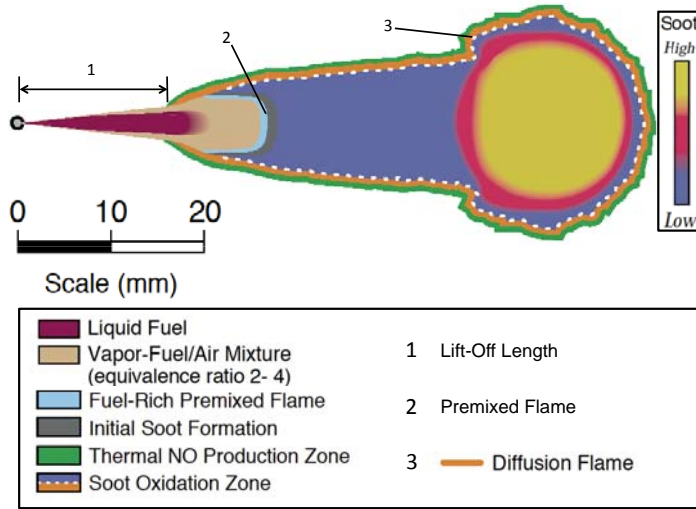 Soot
High
Low
1
2
3
0 10 20
Scale (mm)
Liquid Fuel
Vapor-Fuel/Air Mixture
(equivalence ratio 2- 4)
Fuel-Rich Premixed Flame
Initial Soot Formation
Thermal NO Production Zone
Soot Oxidation Zone
1 Lift-Off Length
2 Premixed Flame
3 Diffusion Flame